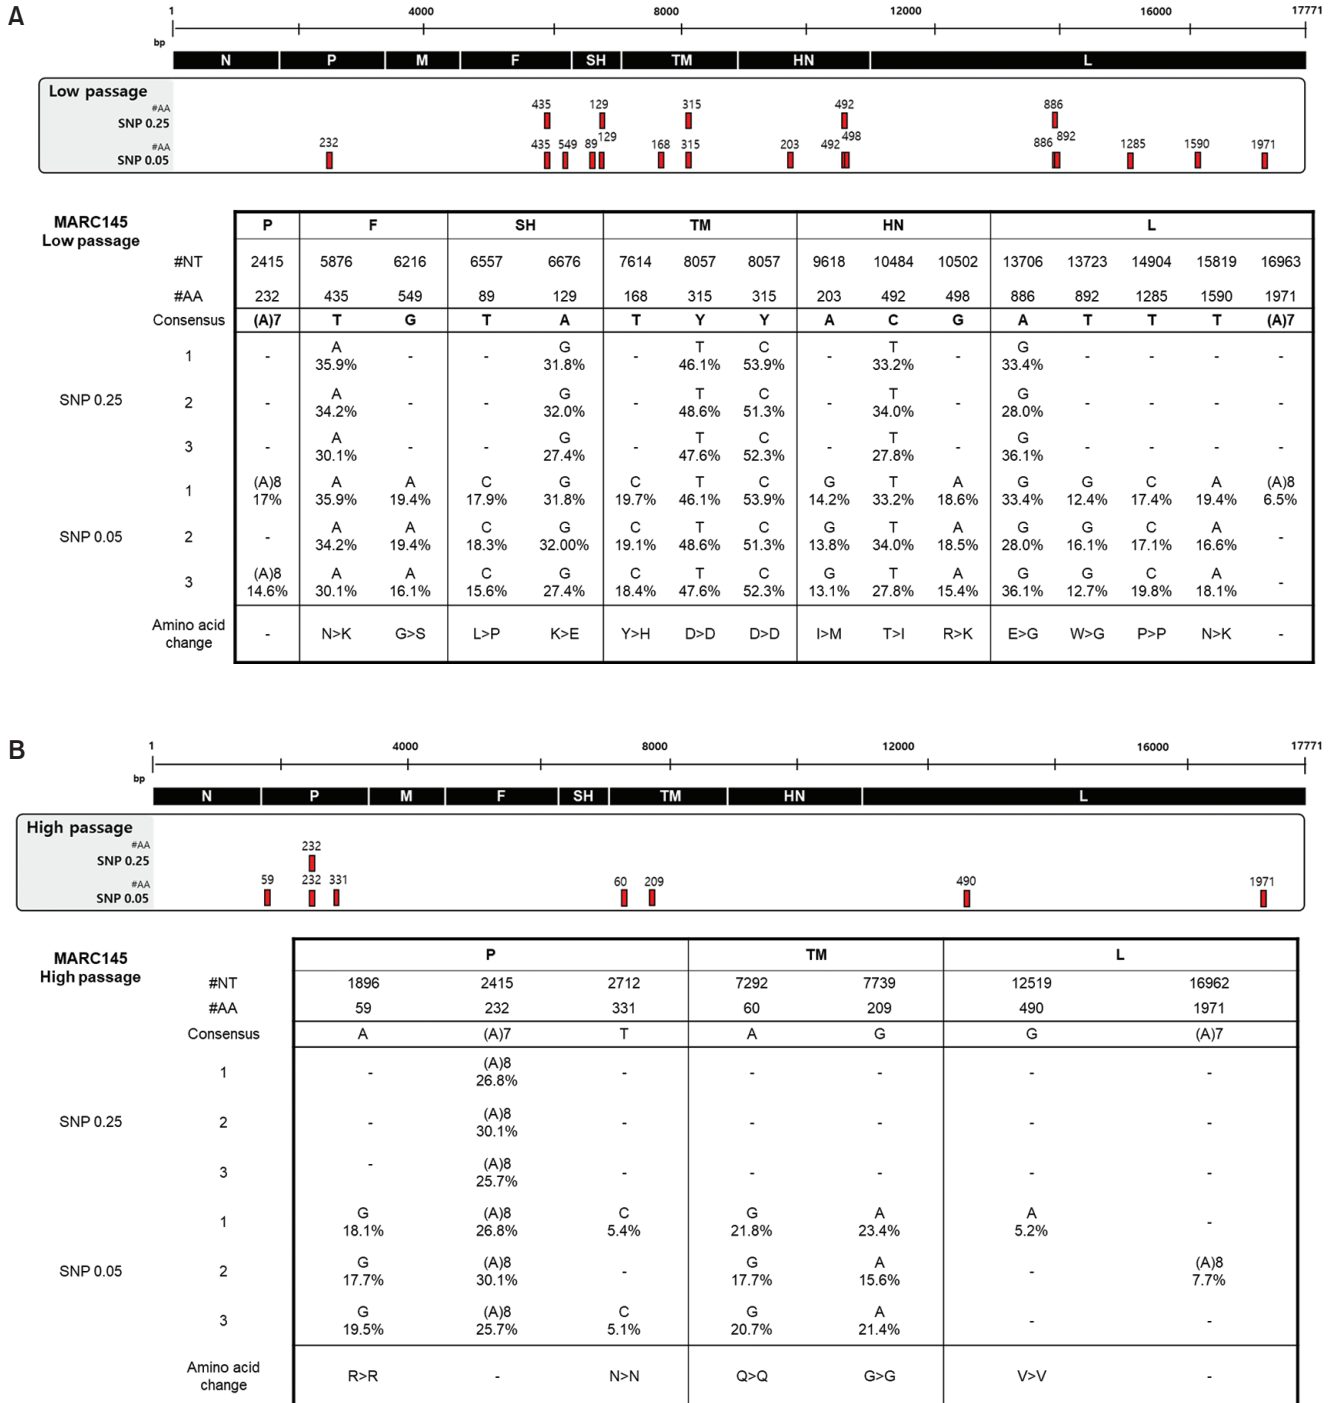 A
1 4000 8000 12000 16000 17771
bp
N P M F SH TM HN L
Low passage
#AA 435 129 315 492 886
SNP 0.25
#AA 232 435 549 89 129 168 315 203 492 498 886 892 1285 1590 1971
SNP 0.05
MARC145
Low passage
P F SH TM HN L
#NT 2415 5876 6216 6557 6676 7614 8057 8057 9618 10484 10502 13706 13723 14904 15819 16963
#AA 232 435 549 89 129 168 315 315 203 492 498 886 892 1285 1590 1971
Consensus (A)7 T G T A T Y Y A C G A T T T (A)7
SNP 0.25
1 - A - - G - T C - T - G - - - -
35.9% 31.8% 46.1% 53.9% 33.2% 33.4%
2 - A - - G - T C - T - G - - - -
34.2% 32.0% 48.6% 51.3% 34.0% 28.0%
3 - A - - G - T C - T - G - - - -
30.1% 27.4% 47.6% 52.3% 27.8% 36.1%
SNP 0.05
1 (A)8 A A C G C T C G T A G G C A (A)8
17% 35.9% 19.4% 17.9% 31.8% 19.7% 46.1% 53.9% 14.2% 33.2% 18.6% 33.4% 12.4% 17.4% 19.4% 6.5%
2 - A A C G C T C G T A G G C A -
34.2% 19.4% 18.3% 32.00% 19.1% 48.6% 51.3% 13.8% 34.0% 18.5% 28.0% 16.1% 17.1% 16.6%
3 (A)8 A A C G C T C G T A G G C A -
14.6% 30.1% 16.1% 15.6% 27.4% 18.4% 47.6% 52.3% 13.1% 27.8% 15.4% 36.1% 12.7% 19.8% 18.1%
Amino acid
change - N>K G>S L>P K>E Y>H D>D D>D I>M T>I R>K E>G W>G P>P N>K -
B
1 4000 8000 12000 16000 17771
bp
N P M F SH TM HN L
High passage
#AA 232
SNP 0.25
#AA 59 232 331 60 209 490 1971
SNP 0.05
MARC145
High passage
P TM L
#NT 1896 2415 2712 7292 7739 12519 16962
#AA 59 232 331 60 209 490 1971
Consensus A (A)7 T A G G (A)7
SNP 0.25
1 - (A)8 - - - - -
26.8%
2 - (A)8 - - - - -
30.1%
3 - (A)8 - - - - -
25.7%
SNP 0.05
1 G (A)8 C G A A -
18.1% 26.8% 5.4% 21.8% 23.4% 5.2%
2 G (A)8 - G A - (A)8
17.7% 30.1% 17.7% 15.6% 7.7%
3 G (A)8 C G A - -
19.5% 25.7% 5.1% 20.7% 21.4%
Amino acid
change R>R - N>N Q>Q G>G V>V -